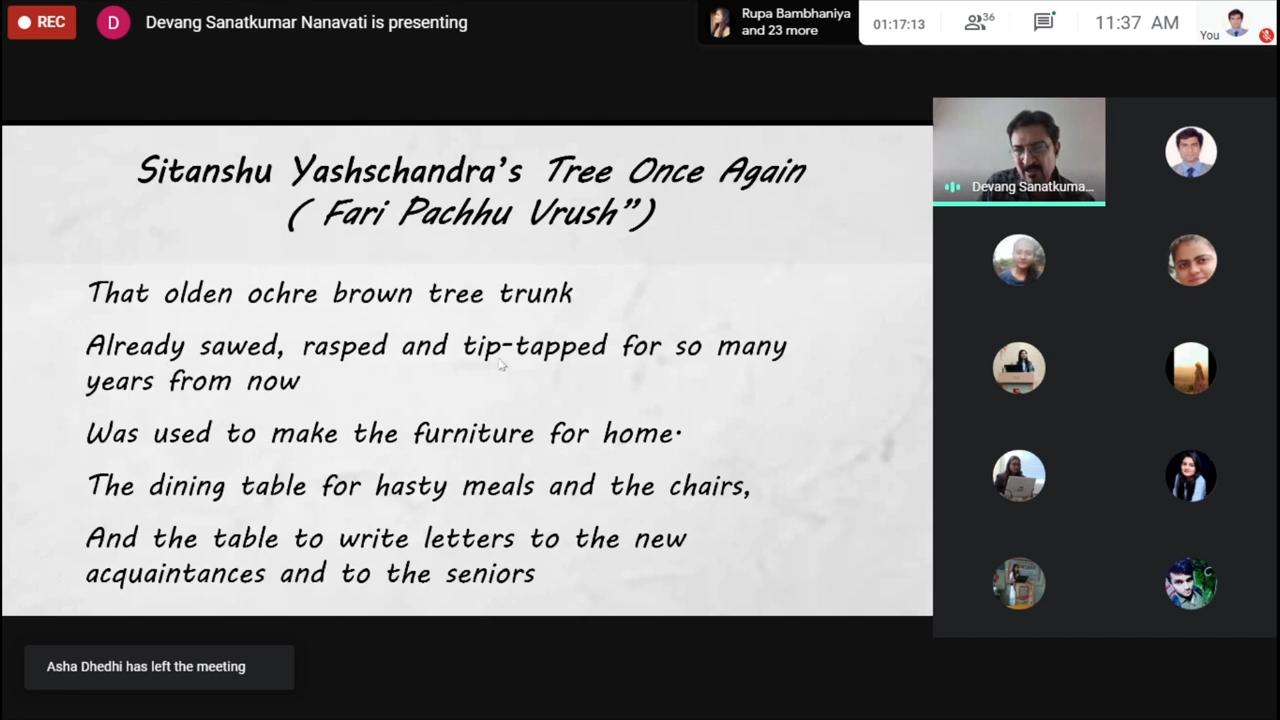 REC
D
Devang Sanatkumar Nanavati is presenting
Rupa Bambhaniya
and 23 more
01:17:13
36
11:37 AM
You
Sitanshu Yashschandra's Tree Once Again
( Fari Pachhu Vrush")
That olden ochre brown tree trunk
Already sawed, rasped and tip-tapped for so many
years from now
Was used to make the furniture for home.
The dining table for hasty meals and the chairs,
And the table to write letters to the new
acquaintances and to the seniors
Devang Sanatkuma...
Asha Dhedhi has left the meeting